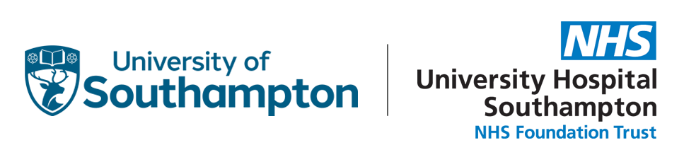 University of
Southampton
NHS
University Hospital
Southampton
NHS Foundation Trust